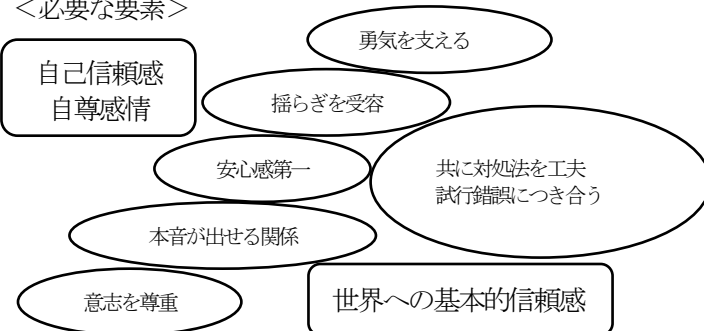 ＜必要な要素＞
勇気を支える
自己信頼感
自尊感情
揺らぎを受容
安心感第一
共に対処法を工夫
試行錯誤につき合う
本音が出せる関係
意志を尊重
世界への基本的信頼感